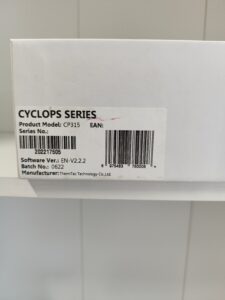 CYCLOPS SERIES
Product Model: CP315 EAN:
Series No.:
202217505
Software Ver.: EN-V2.2.2
Batch No.: 0622
Manufacturer: ThermTec Technology Co.,Ltd